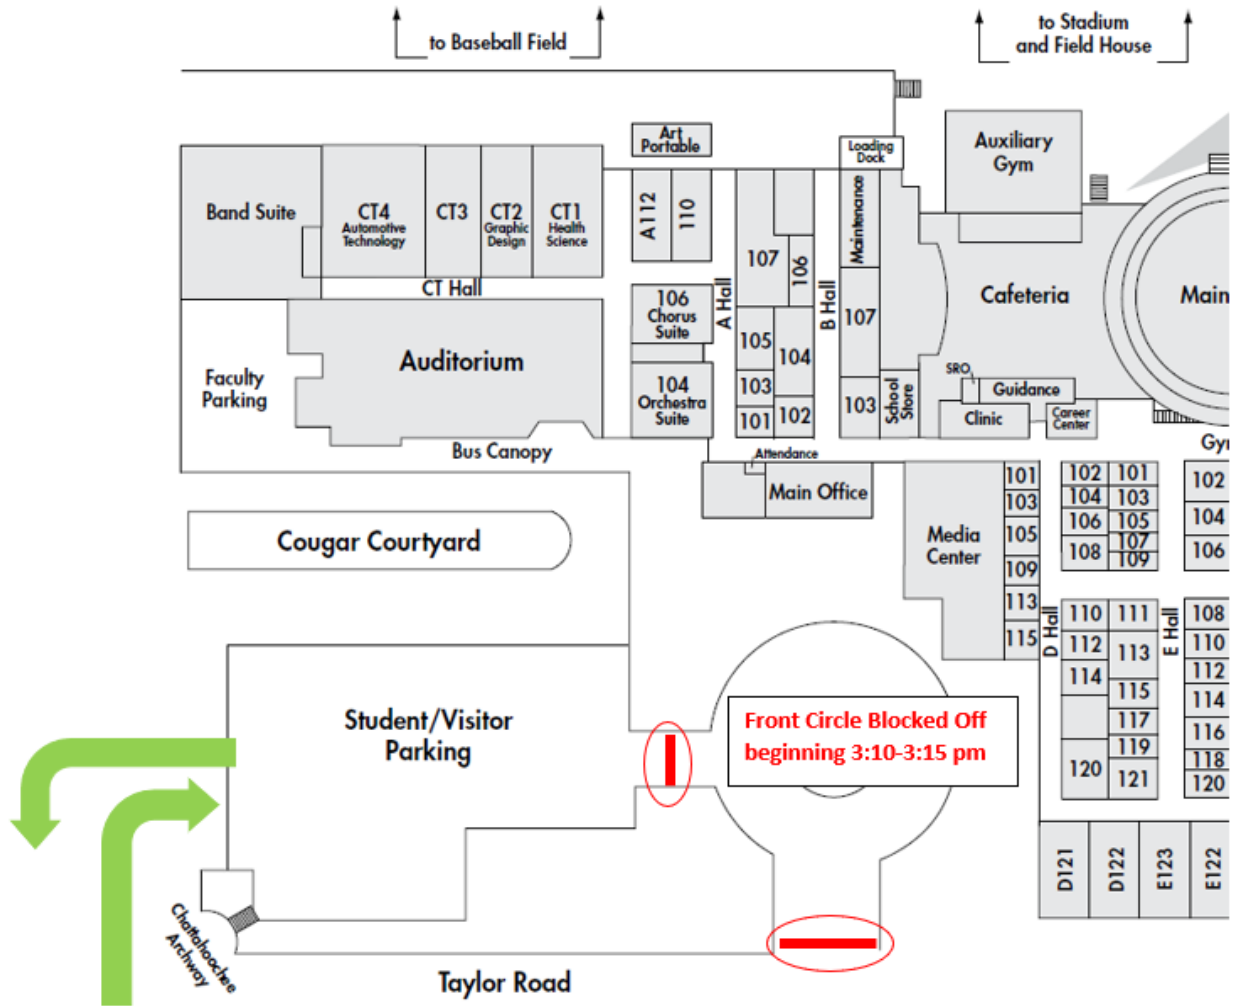 to Baseball Field
to Stadium
and Field House
Art
Portable
Loading
Dock
Auxiliary
Gym
Band Suite
CT4
Automotive
Technology
CT3
CT2
Graphic
Design
CT1
Health
Science
A112
110
Maintenance
107
106
CT Hall
106
Chorus
Suite
A Hall
B Hall
107
Cafeteria
Main
105
104
Auditorium
Faculty
Parking
104
Orchestra
Suite
103
101
102
103
School
Store
SRO
Guidance
Clinic
Career
Center
Bus Canopy
Attendance
Main Office
Gy
Cougar Courtyard
Media
Center
101
103
105
109
113
115
D Hall
102
104
106
108
101
103
105
107
109
102
104
106
110
112
114
120
111
113
115
117
119
121
E Hall
108
110
112
114
116
118
120
Student/Visitor
Parking
Front Circle Blocked Off
beginning 3:10-3:15 pm
D121
D122
E123
E122
Chattahoochee
Archway
Taylor Road